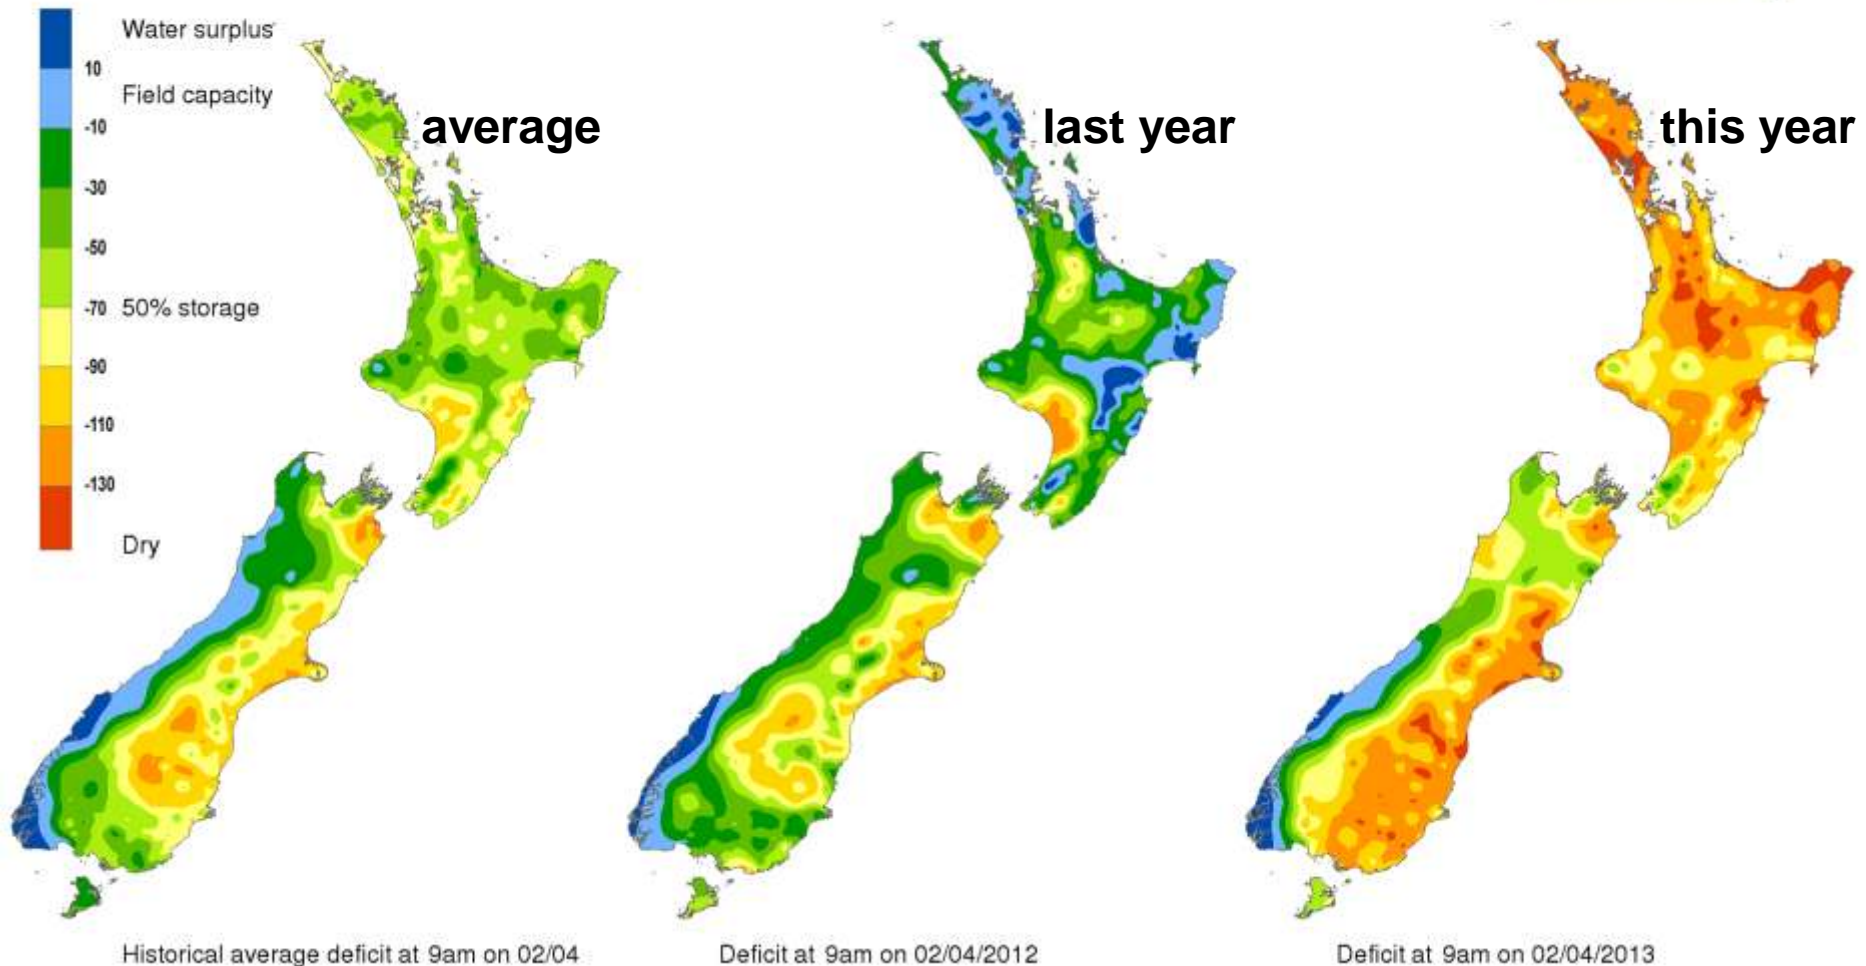 Water surplus
10
Field capacity
-10
-30
-50
-70 50% storage
-90
-110
-130
Dry
average
last year
this year
Historical average deficit at 9am on 02/04
Deficit at 9am on 02/04/2012
Deficit at 9am on 02/04/2013